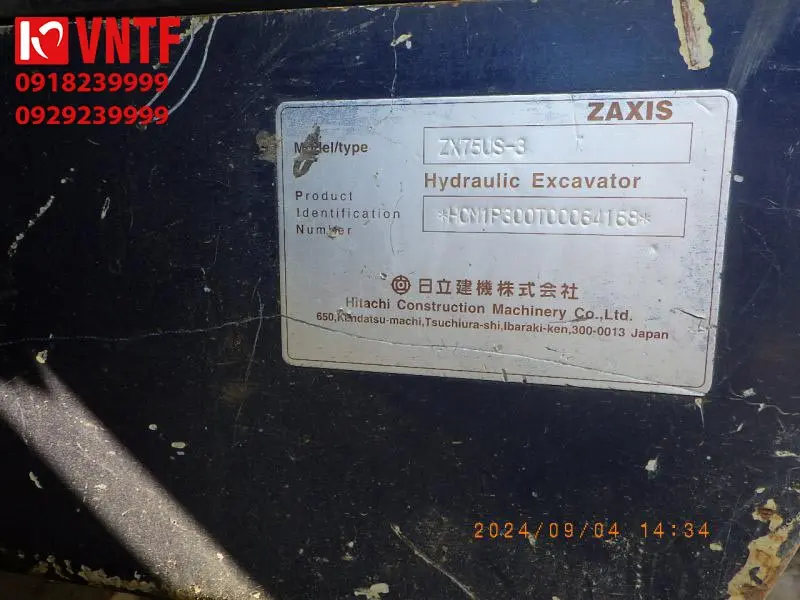 VNTF
0918239999
0929239999
ZAXIS
Model/type
ZX75US-3
Hydraulic Excavator
Product
Identification
Number
*HCM1P300T00064168*
日立建機株式会社
Hitachi Construction Machinery Co.,Ltd.
650,Kandatsu-machi,Tsuchiura-shi,Ibaraki-ken,300-0013 Japan
2024/09/04 14:34